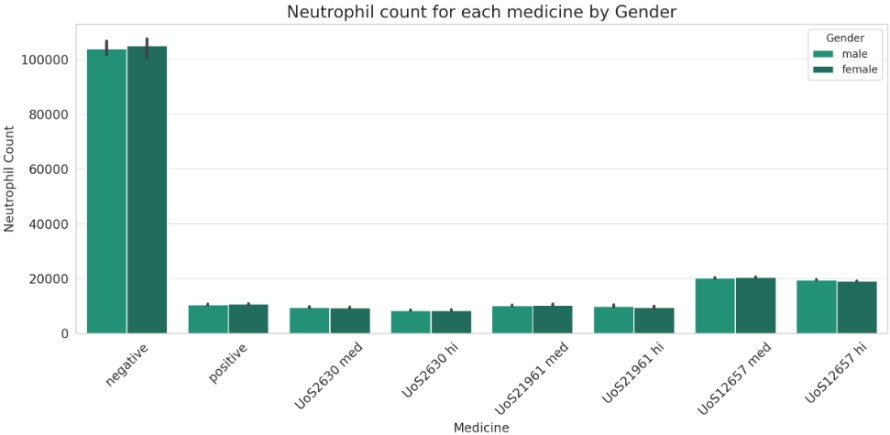 Neutrophil count for each medicine by Gender
Gender
male
female
100000
80000
60000
40000
20000
0
Neutrophil Count
negative
positive
UoS2630 med
UoS2630 hi
UoS21961 med
UoS21961 hi
UoS12657 med
UoS12657 hi
Medicine